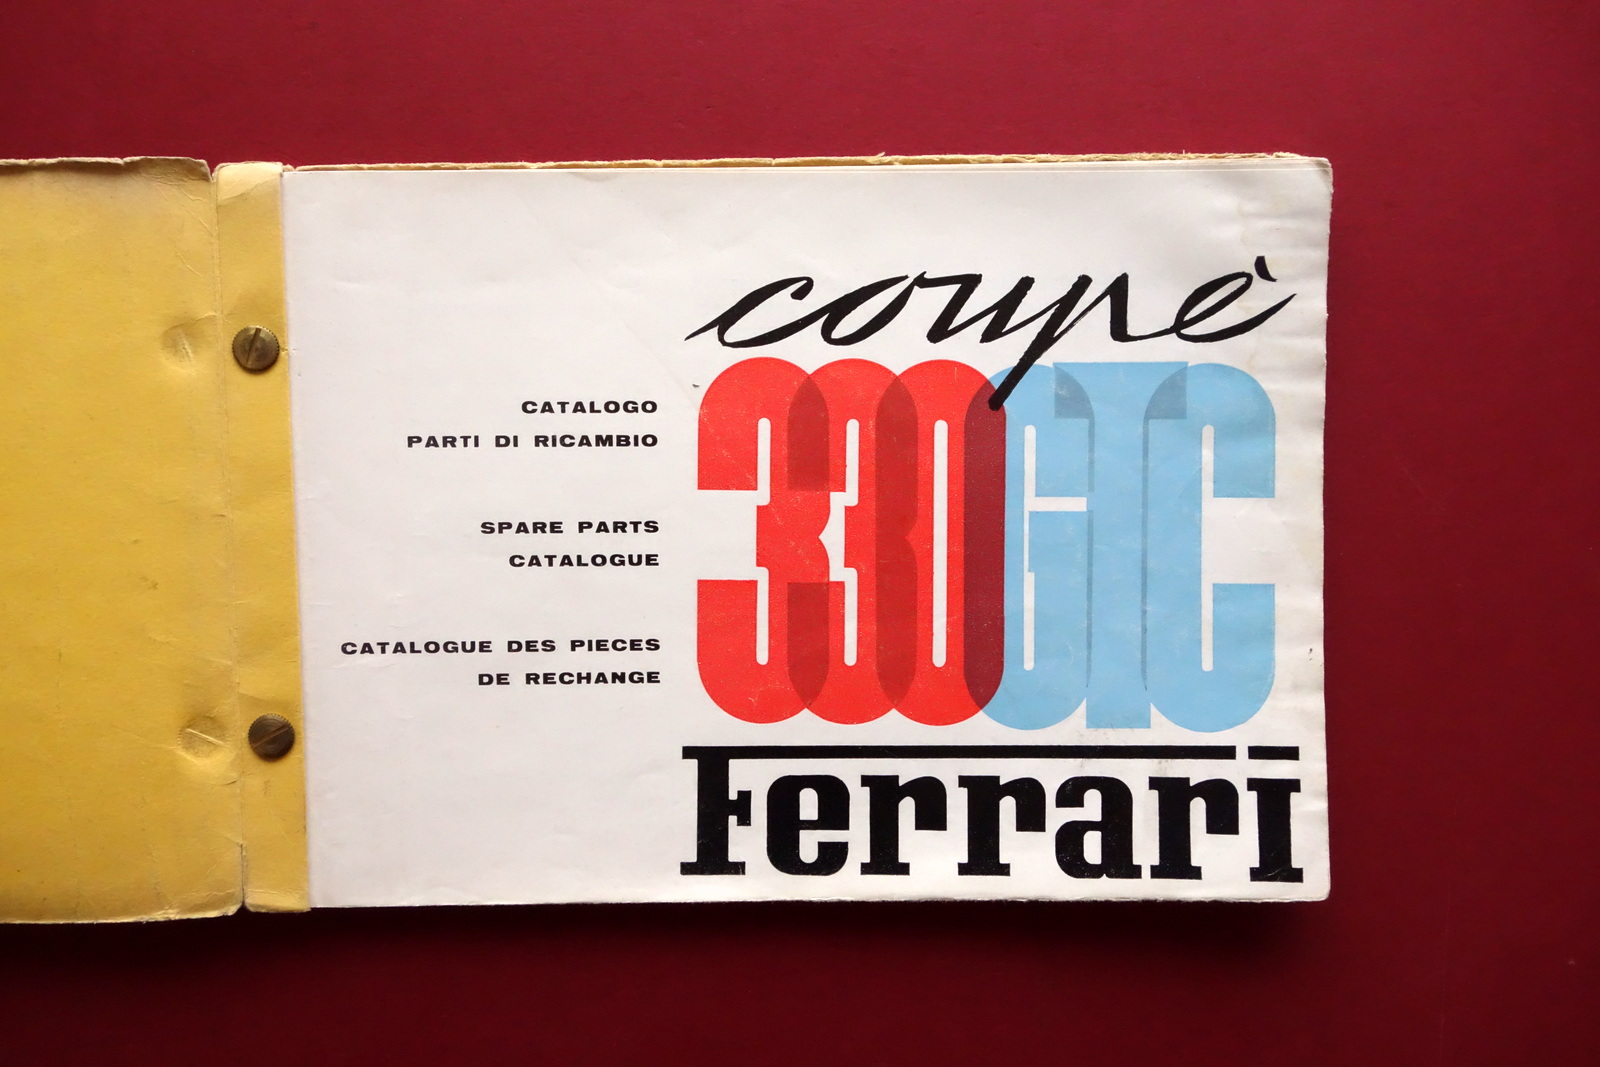 coupè
CATALOGO
PARTI DI RICAMBIO
SPARE PARTS
CATALOGUE
CATALOGUE DES PIECES
DE RECHANGE
330GTC
Ferrari